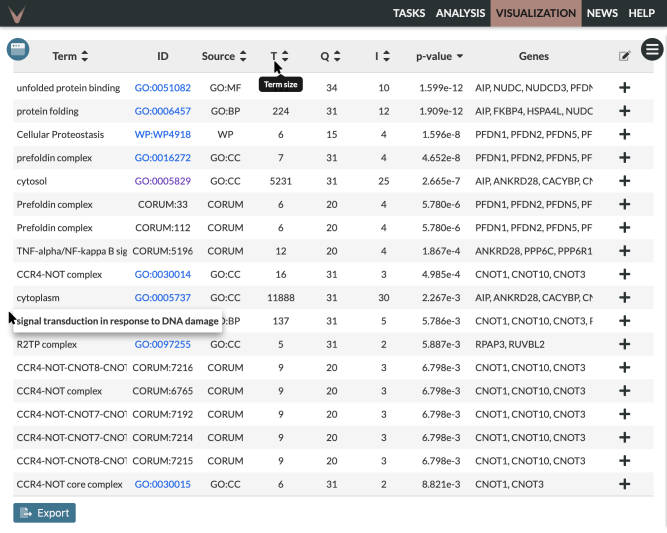 TASKS ANALYSIS VISUALIZATION NEWS HELP
Term ID Source T Q I p-value Genes
Term size
unfolded protein binding GO:0051082 GO:MF 34 10 1.599e-12 AIP, NUDC, NUDCD3, PFDN
protein folding GO:0006457 GO:BP 224 31 12 1.909e-12 AIP, FKBP4, HSPA4L, NUDC
Cellular Proteostasis WP:WP4918 WP 6 15 4 1.596e-8 PFDN1, PFDN2, PFDN5, PF
prefoldin complex GO:0016272 GO:CC 7 31 4 4.652e-8 PFDN1, PFDN2, PFDN5, PF
cytosol GO:0005829 GO:CC 5231 31 25 2.665e-7 AIP, ANKRD28, CACYBP, CN
Prefoldin complex CORUM:33 CORUM 6 20 4 5.780e-6 PFDN1, PFDN2, PFDN5, PF
Prefoldin complex CORUM:112 CORUM 6 20 4 5.780e-6 PFDN1, PFDN2, PFDN5, PF
TNF-alpha/NF-kappa B sig CORUM:5196 CORUM 12 20 4 1.867e-4 ANKRD28, PPP6C, PPP6R1
CCR4-NOT complex GO:0030014 GO:CC 16 31 3 4.985e-4 CNOT1, CNOT10, CNOT3
cytoplasm GO:0005737 GO:CC 11888 31 30 2.267e-3 AIP, ANKRD28, CACYBP, CN
signal transduction in response to DNA damage :BP 137 31 5 5.786e-3 CNOT1, CNOT10, CNOT3, F
R2TP complex GO:0097255 GO:CC 5 31 2 5.887e-3 RPAP3, RUVBL2
CCR4-NOT-CNOT8-CNOT CORUM:7216 CORUM 9 20 3 6.798e-3 CNOT1, CNOT10, CNOT3
CCR4-NOT complex CORUM:6765 CORUM 9 20 3 6.798e-3 CNOT1, CNOT10, CNOT3
CCR4-NOT-CNOT7-CNOT CORUM:7192 CORUM 9 20 3 6.798e-3 CNOT1, CNOT10, CNOT3
CCR4-NOT-CNOT7-CNOT CORUM:7214 CORUM 9 20 3 6.798e-3 CNOT1, CNOT10, CNOT3
CCR4-NOT-CNOT8-CNOT CORUM:7215 CORUM 9 20 3 6.798e-3 CNOT1, CNOT10, CNOT3
CCR4-NOT core complex GO:0030015 GO:CC 6 31 2 8.821e-3 CNOT1, CNOT3
Export